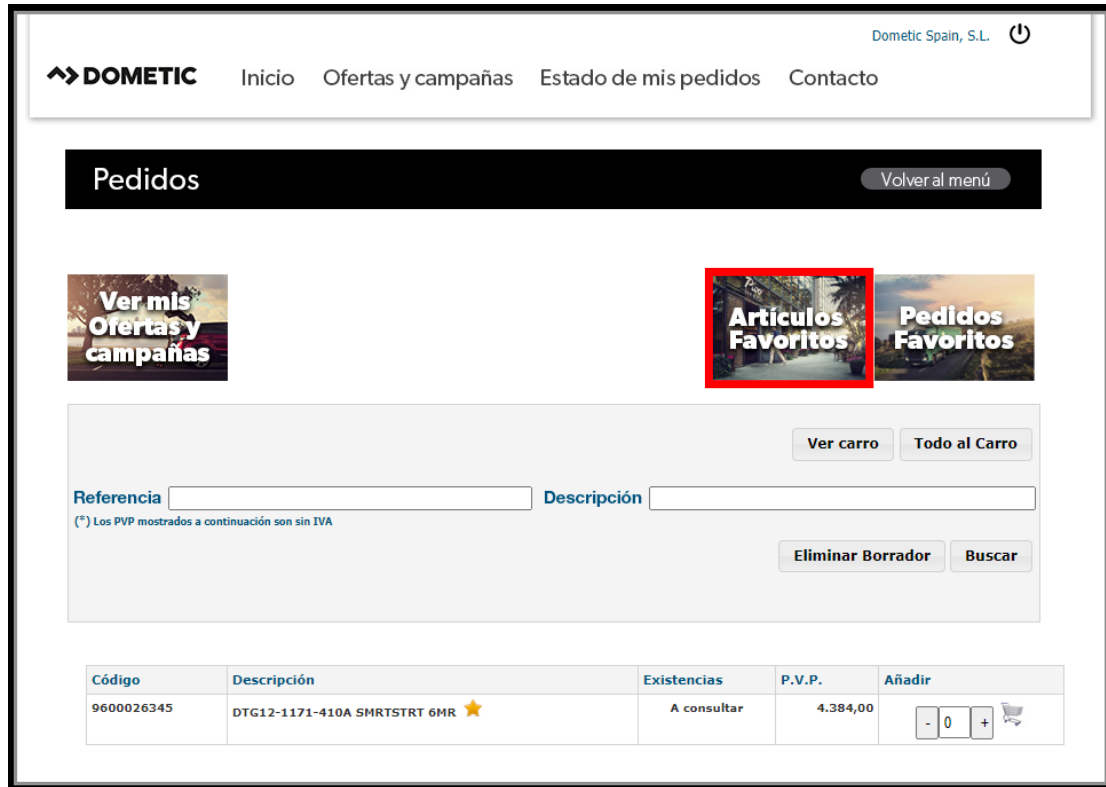 Dometic Spain, S.L.
DOMETIC Inicio Ofertas y campañas Estado de mis pedidos Contacto
Pedidos Volver al menú
Ver mis
Ofertas y
campañas
Artículos
Favoritos
Pedidos
Favoritos
Ver carro Todo al Carro
Referencia Descripción
(*) Los PVP mostrados a continuación son sin IVA
Eliminar Borrador Buscar
Código Descripción Existencias P.V.P. Añadir
9600026345 DTG12-1171-410A SMRTSTRT 6MR A consultar 4.384,00 - 0 +